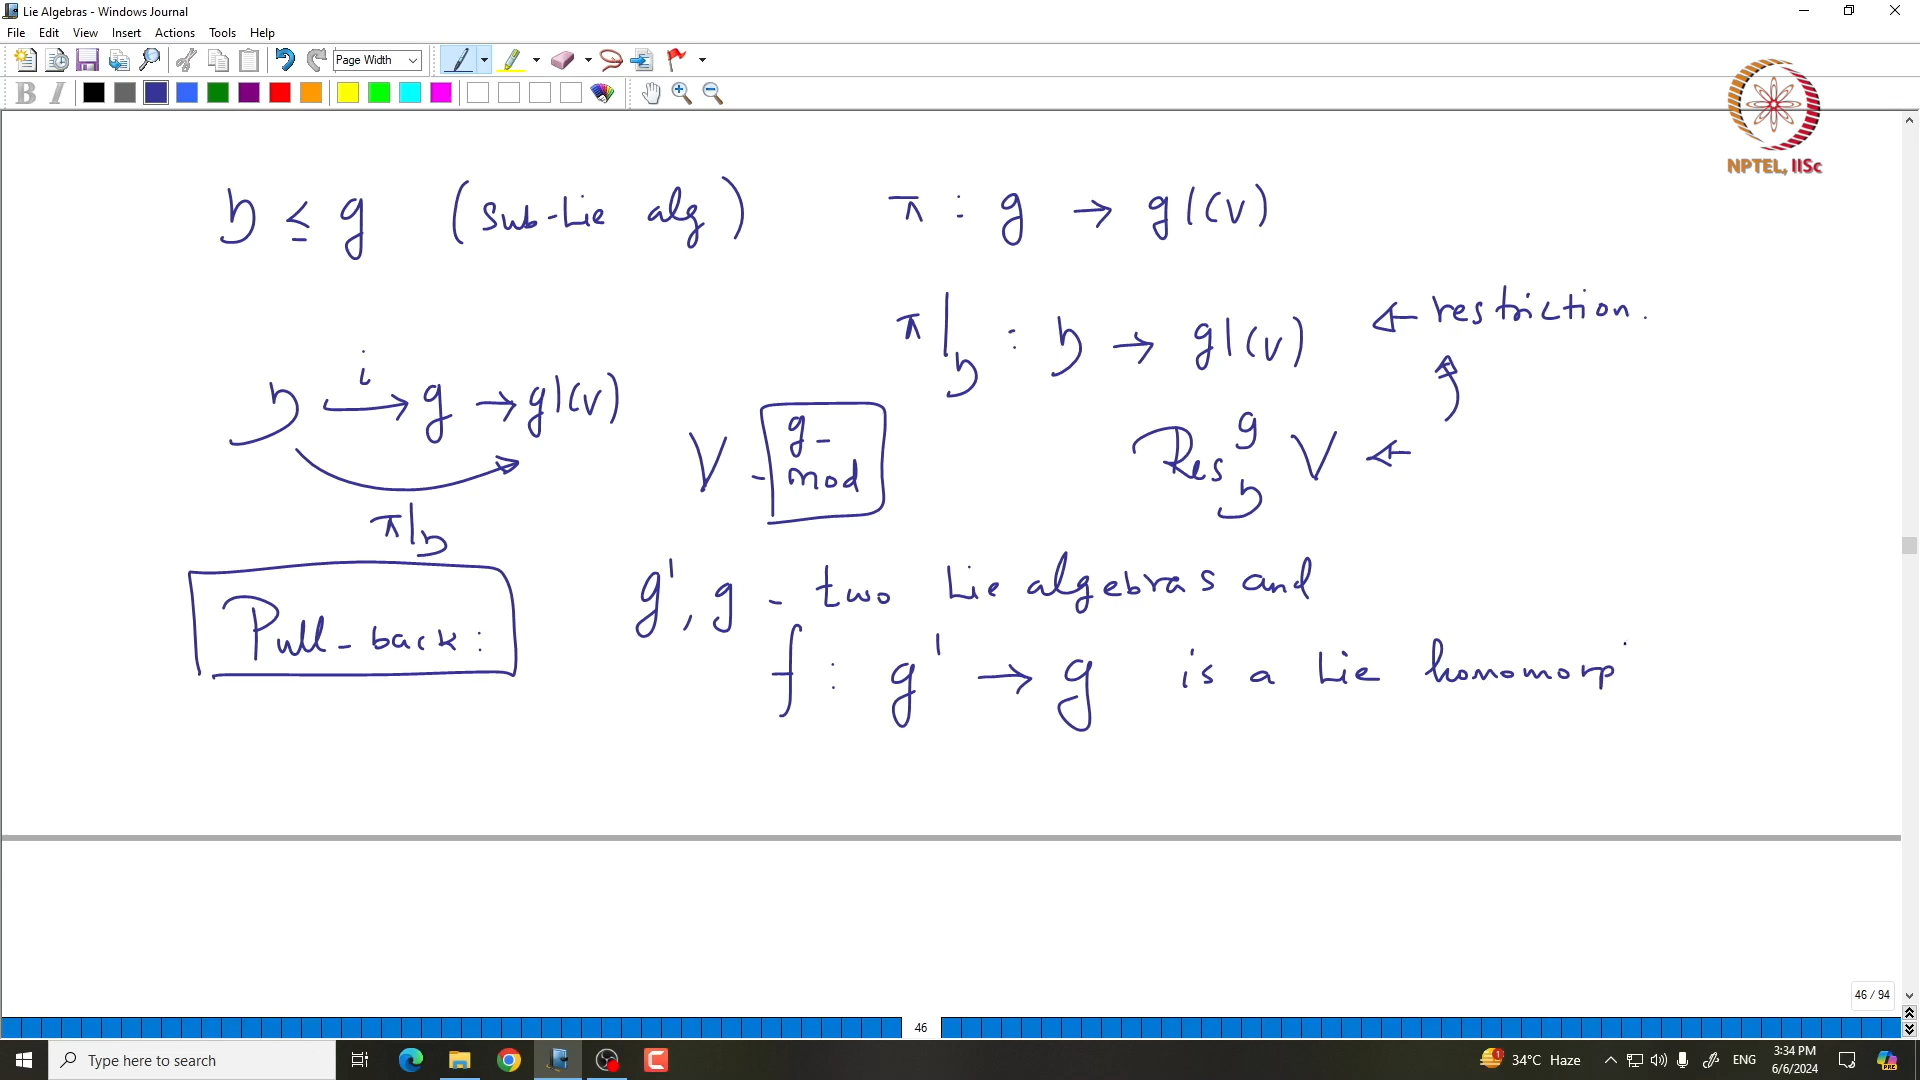 Lie Algebras - Windows Journal
File Edit View Insert Actions Tools Help
Page Width
B I
NPTEL, IISc
𝔥 ≤ g (sub-Lie alg) π : g → gl(V)
π|𝔥 : 𝔥 → gl(V) ← restriction.
𝔥 →i g → gl(V)
π|𝔥
V - g-mod
Res g 𝔥 V ←
Pull-back:
g', g - two Lie algebras and
f : g' → g is a Lie homomorp
46 / 94
46
Type here to search
34°C Haze
ENG
3:34 PM
6/6/2024